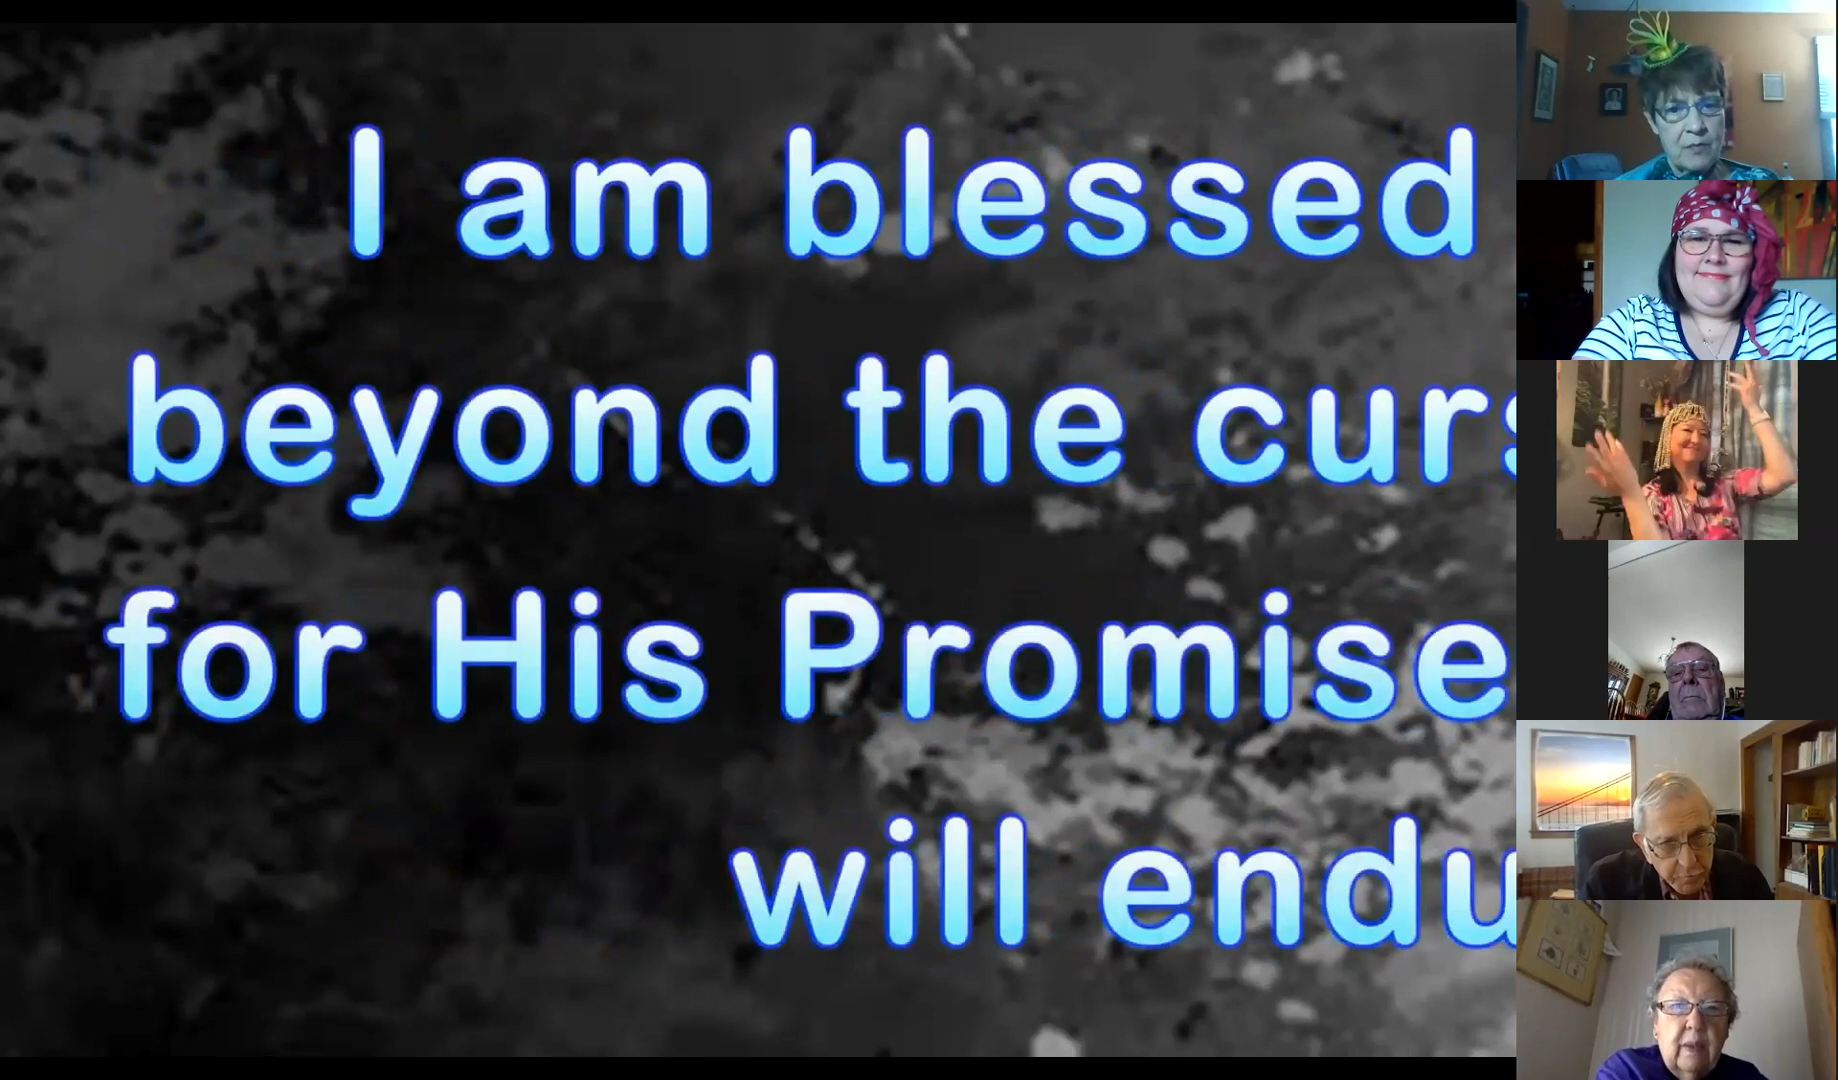 I am blessed
beyond the curs
for His Promise
will endu